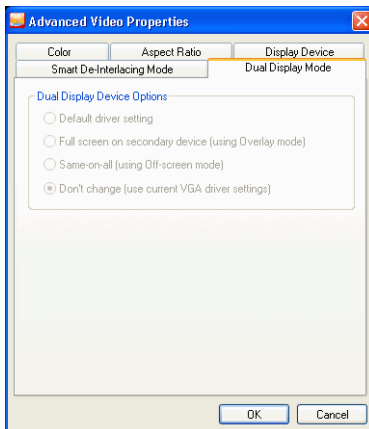 Advanced Video Properties
Color Aspect Ratio Display Device
Smart De-Interlacing Mode Dual Display Mode
Dual Display Device Options
Default driver setting
Full screen on secondary device (using Overlay mode)
Same-on-all (using Off-screen mode)
Don't change (use current VGA driver settings)
OK Cancel